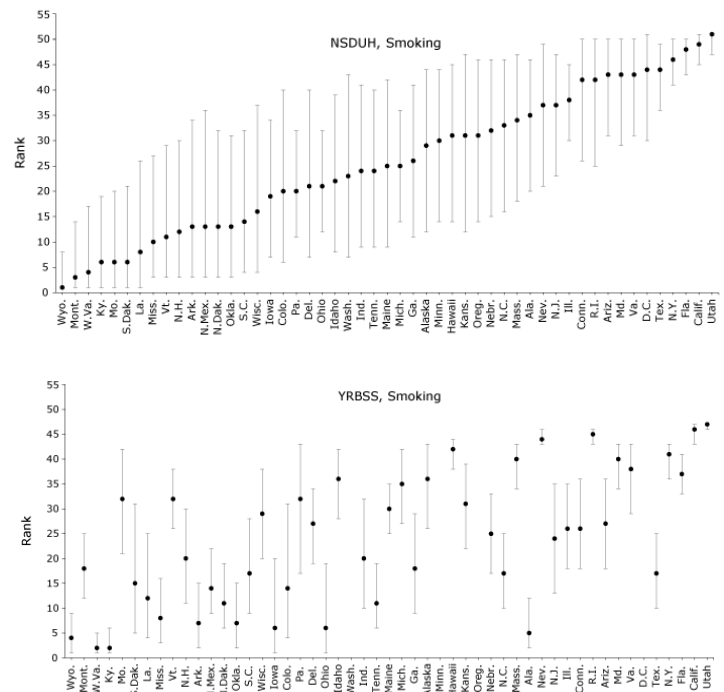 NSDUH, Smoking
Rank
55
50
45
40
35
30
25
20
15
10
5
0
Wyo.
Mont.
W.Va.
Ky.
Mo.
S.Dak.
La.
Miss.
Vt.
N.H.
Ark.
N.Mex.
N.Dak.
Okla.
S.C.
Wisc.
Iowa
Colo.
Pa.
Del.
Ohio
Idaho
Wash.
Ind.
Tenn.
Maine
Mich.
Ga.
Alaska
Minn.
Hawaii
Kans.
Oreg.
Nebr.
N.C.
Mass.
Ala.
Nev.
N.J.
Ill.
Conn.
R.I.
Ariz.
Md.
Va.
D.C.
Tex.
N.Y.
Fla.
Calif.
Utah
YRBSS, Smoking
Rank
55
50
45
40
35
30
25
20
15
10
5
0
Wyo.
Mont.
W.Va.
Ky.
Mo.
.Dak.
La.
Miss.
Vt.
N.H.
Ark.
.Mex.
.Dak.
Okla.
S.C.
Wisc.
Iowa
Colo.
Pa.
Del.
Ohio
Idaho
Wash.
Ind.
Tenn.
Maine
Mich.
Ga.
Alaska
Minn.
Hawaii
Kans.
Oreg.
Nebr.
N.C.
Mass.
Ala.
Nev.
N.J.
Ill.
Conn.
R.I.
Ariz.
Md.
Va.
D.C.
Tex.
N.Y.
Fla.
Calif.
Utah